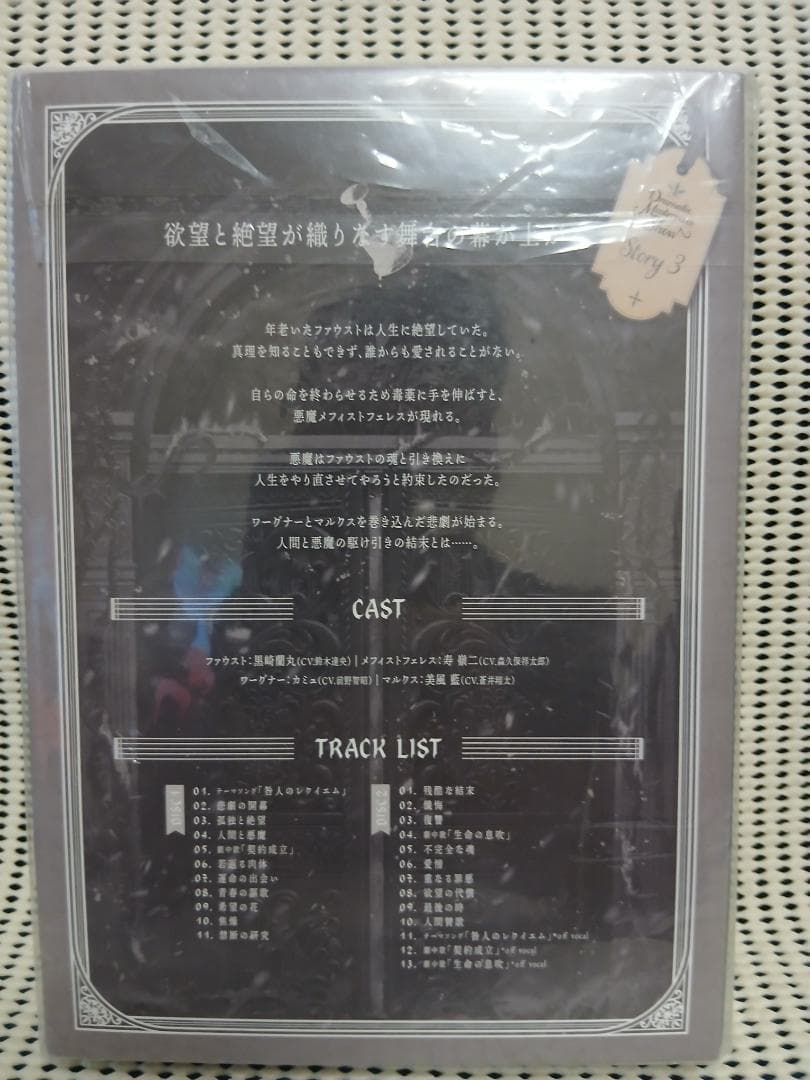 欲望と絶望が織りなす舞台の幕が上が
Dramatic
Story 3
年老いたファウストは人生に絶望していた。
真理を知ることもできず、誰からも愛されることがない。
自らの命を終わらせるため毒薬に手を伸ばすと、
悪魔メフィストフェレスが現れる。
悪魔はファウストの魂と引き換えに
人生をやり直させてやろうと約束したのだった。
ワーグナーとマルクスを巻き込んだ悲劇が始まる。
人間と悪魔の駆け引きの結末とは……。
CAST
ファウスト：黒崎蘭丸(CV.鈴木達央) | メフィストフェレス：寿 嶺二(CV.森久保祥太郎)
ワーグナー：カミュ(CV.前野智昭) | マルクス：美風 藍(CV.蒼井翔太)
TRACK LIST
DISC.1
01. テーマソング「咎人のレクイエム」
02. 悲劇の開幕
03. 孤独と絶望
04. 人間と悪魔
05. 劇中歌「契約成立」
06. 若返る肉体
07. 運命の出会い
08. 青春の謳歌
09. 希望の花
10. 焦燥
11. 禁断の研究
DISC.2
01. 残酷な結末
02. 懺悔
03. 復讐
04. 劇中歌「生命の息吹」
05. 不完全な魂
06. 愛憎
07. 重なる罪悪
08. 欲望の代償
09. 最後の時
10. 人間賛歌
11. テーマソング「咎人のレクイエム」*off vocal
12. 劇中歌「契約成立」*off vocal
13. 劇中歌「生命の息吹」*off vocal